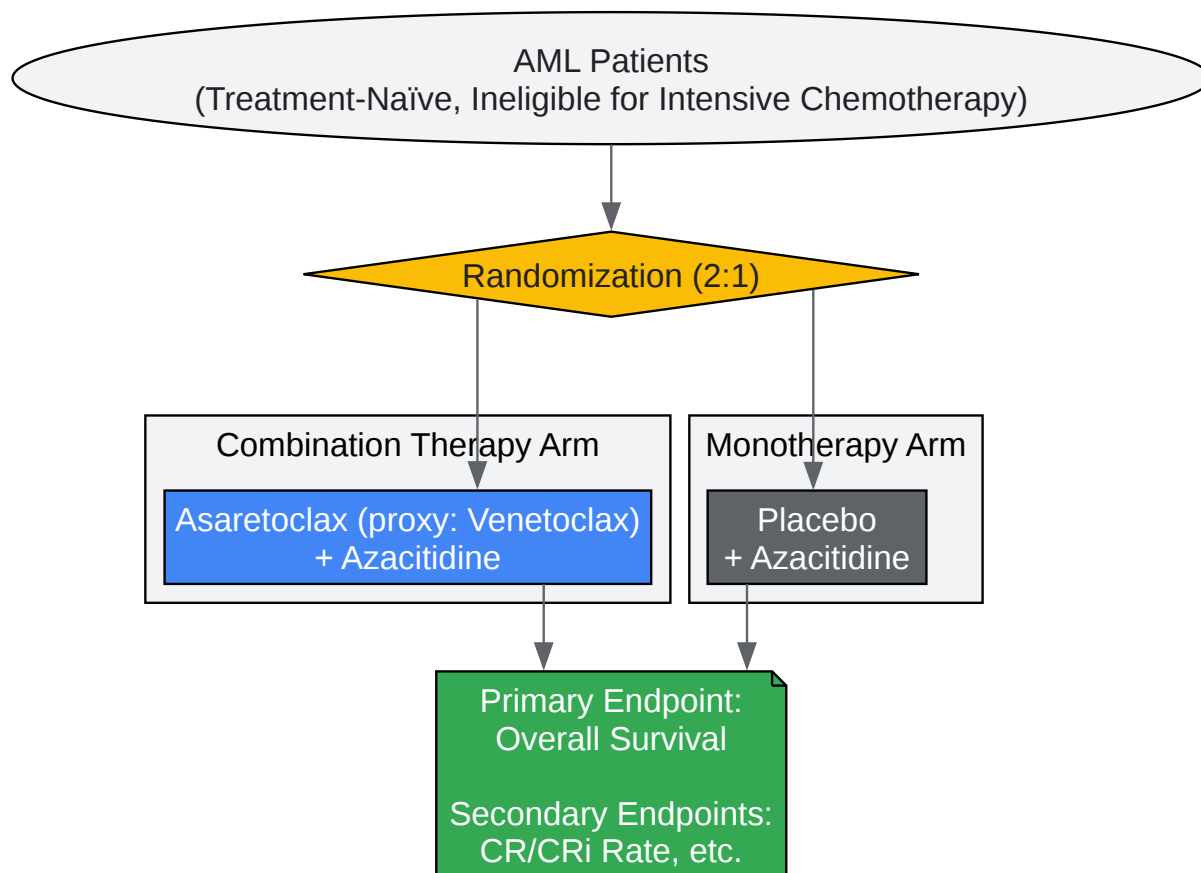 AML Patients
(Treatment-Naïve, Ineligible for Intensive Chemotherapy)
Randomization (2:1)
Combination Therapy Arm
Asaretoclax (proxy: Venetoclax)
+ Azacitidine
Monotherapy Arm
Placebo
+ Azacitidine
Primary Endpoint:
Overall Survival
Secondary Endpoints:
CR/CRi Rate, etc.